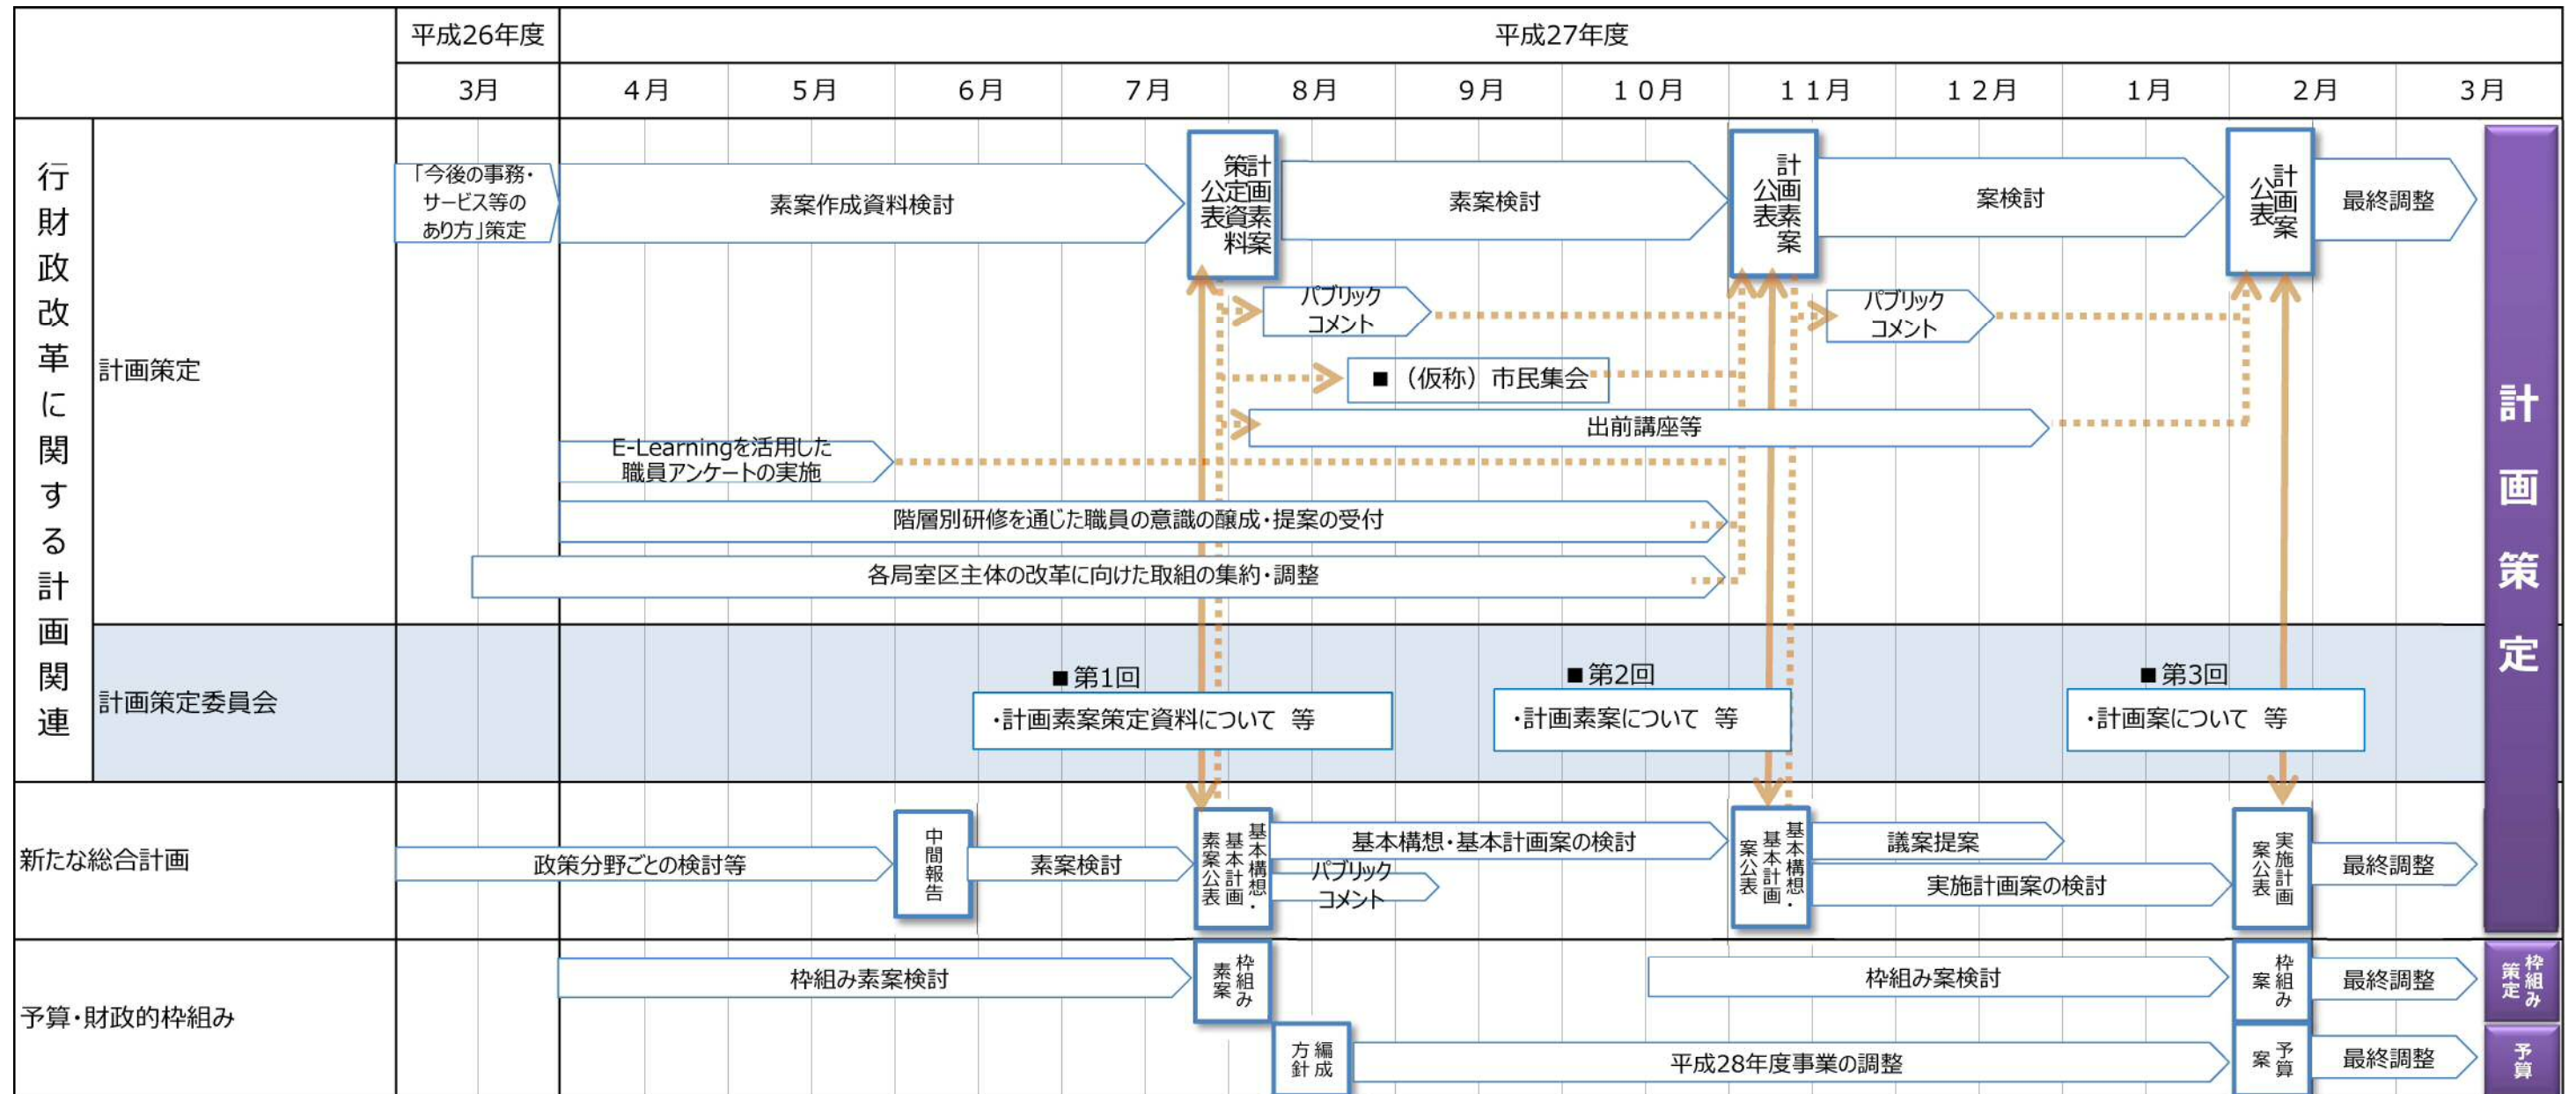 平成26年度
平成27年度
3月
4月
5月
6月
7月
8月
9月
10月
11月
12月
1月
2月
3月
行財政改革に関する計画関連
計画策定
「今後の事務・
サービス等の
あり方」策定
素案作成資料検討
計画素案
策定資料
公表
素案検討
計画素案
公表
案検討
計画案
公表
最終調整
パブリック
コメント
パブリック
コメント
■（仮称）市民集会
出前講座等
E-Learningを活用した
職員アンケートの実施
階層別研修を通じた職員の意識の醸成・提案の受付
各局室区主体の改革に向けた取組の集約・調整
計画策定
計画策定委員会
■第1回
・計画素案策定資料について 等
■第2回
・計画素案について 等
■第3回
・計画案について 等
新たな総合計画
政策分野ごとの検討等
中間報告
素案検討
基本構想・
基本計画
素案公表
基本構想・基本計画案の検討
パブリック
コメント
基本構想・
基本計画
案公表
議案提案
実施計画案の検討
実施計画
案公表
最終調整
予算・財政的枠組み
枠組み素案検討
枠組み
素案
枠組み案検討
枠組み
案
最終調整
枠組み
策定
編成
方針
平成28年度事業の調整
予算
案
最終調整
予算